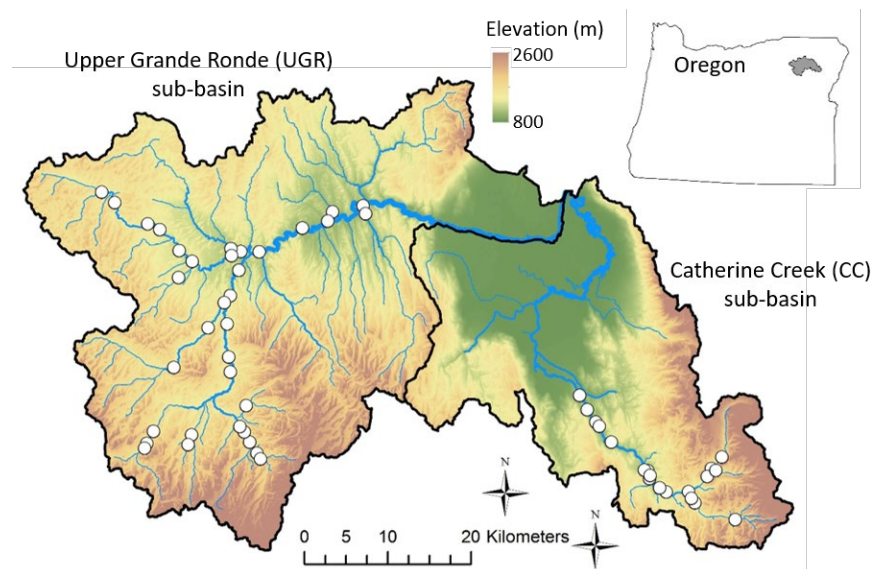 Upper Grande Ronde (UGR)
sub-basin
Elevation (m)
2600
800
Oregon
Catherine Creek (CC)
sub-basin
N
N
0 5 10 20 Kilometers